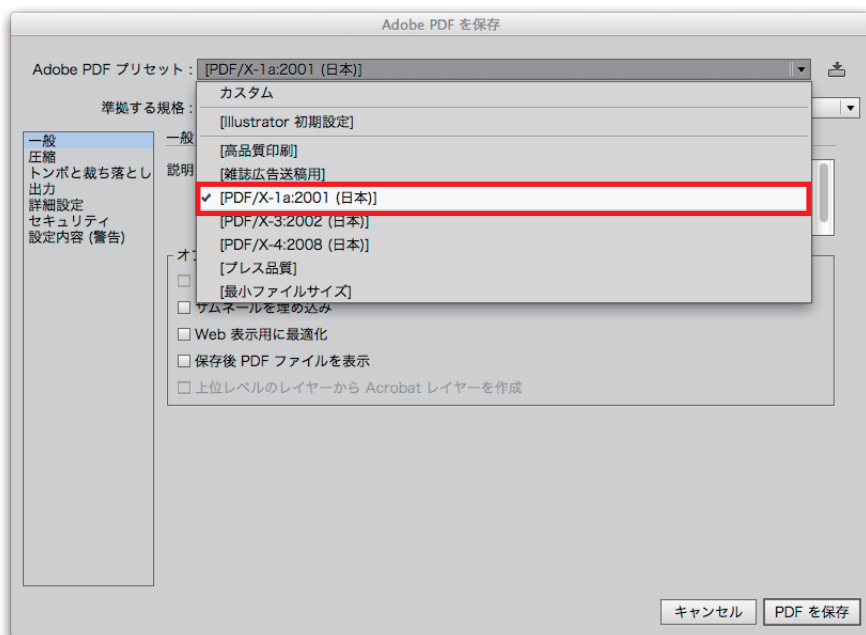 Adobe PDF を保存
Adobe PDF プリセット : [PDF/X-1a:2001 (日本)]
カスタム
準拠する規格 :
[Illustrator 初期設定]
一般
圧縮
トンボと裁ち落とし
出力
詳細設定
セキュリティ
設定内容 (警告)
一般
説明
[高品質印刷]
[雑誌広告送稿用]
✓ [PDF/X-1a:2001 (日本)]
[PDF/X-3:2002 (日本)]
[PDF/X-4:2008 (日本)]
[プレス品質]
[最小ファイルサイズ]
サムネールを埋め込み
Web 表示用に最適化
保存後 PDF ファイルを表示
上位レベルのレイヤーから Acrobat レイヤーを作成
キャンセル
PDF を保存